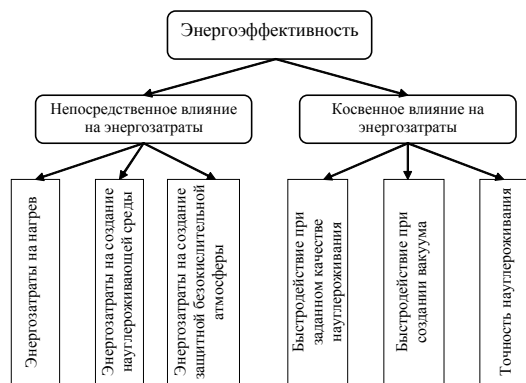 Энергоэффективность
Непосредственное влияние
на энергозатраты
Косвенное влияние на
энергозатраты
Энергозатраты на нагрев
Энергозатраты на создание
науглероживающей среды
Энергозатраты на создание
защитной безокислительной
атмосферы
Быстродействие при
заданном качестве
науглероживания
Быстродействие при
создании вакуума
Точность науглероживания